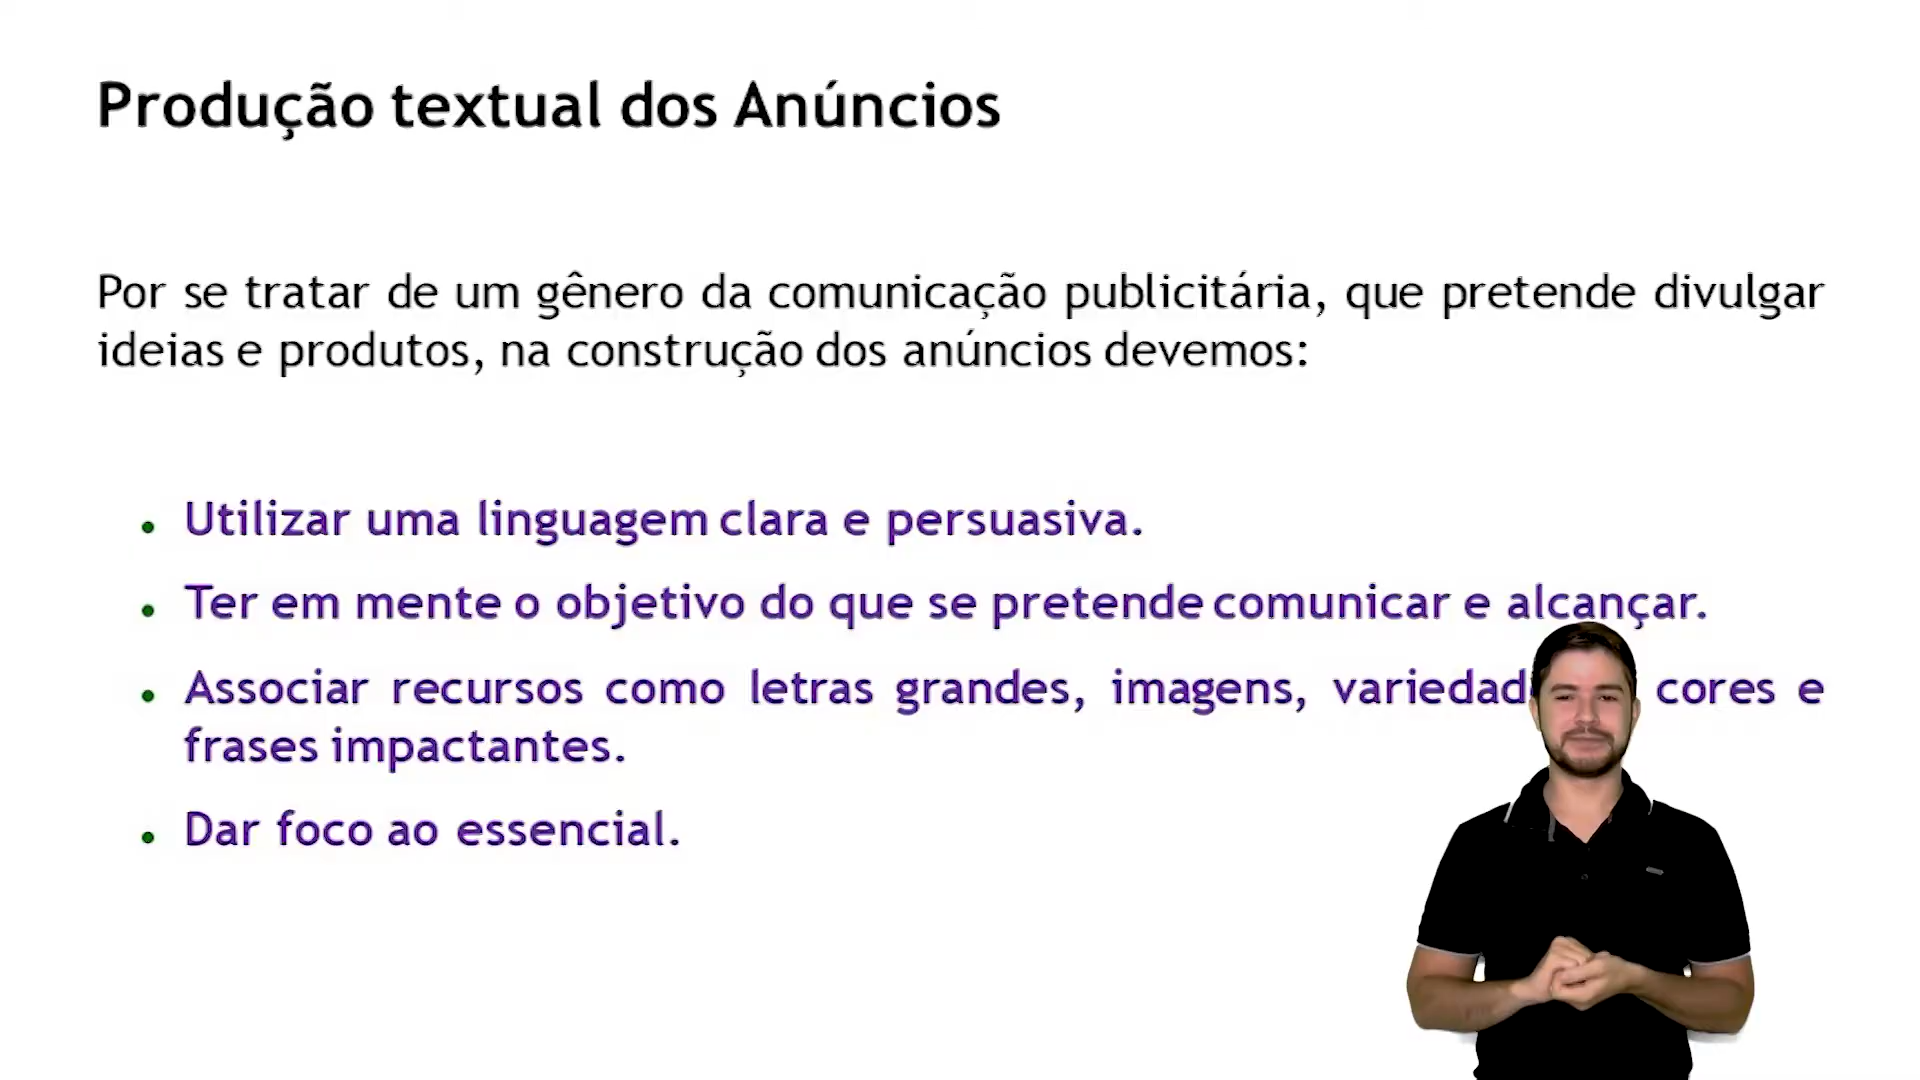 Produção textual dos Anúncios
Por se tratar de um gênero da comunicação publicitária, que pretende divulgar
ideias e produtos, na construção dos anúncios devemos:
Utilizar uma linguagem clara e persuasiva.
Ter em mente o objetivo do que se pretende comunicar e alcançar.
Associar recursos como letras grandes, imagens, cores e
frases impactantes.
Dar foco ao essencial.